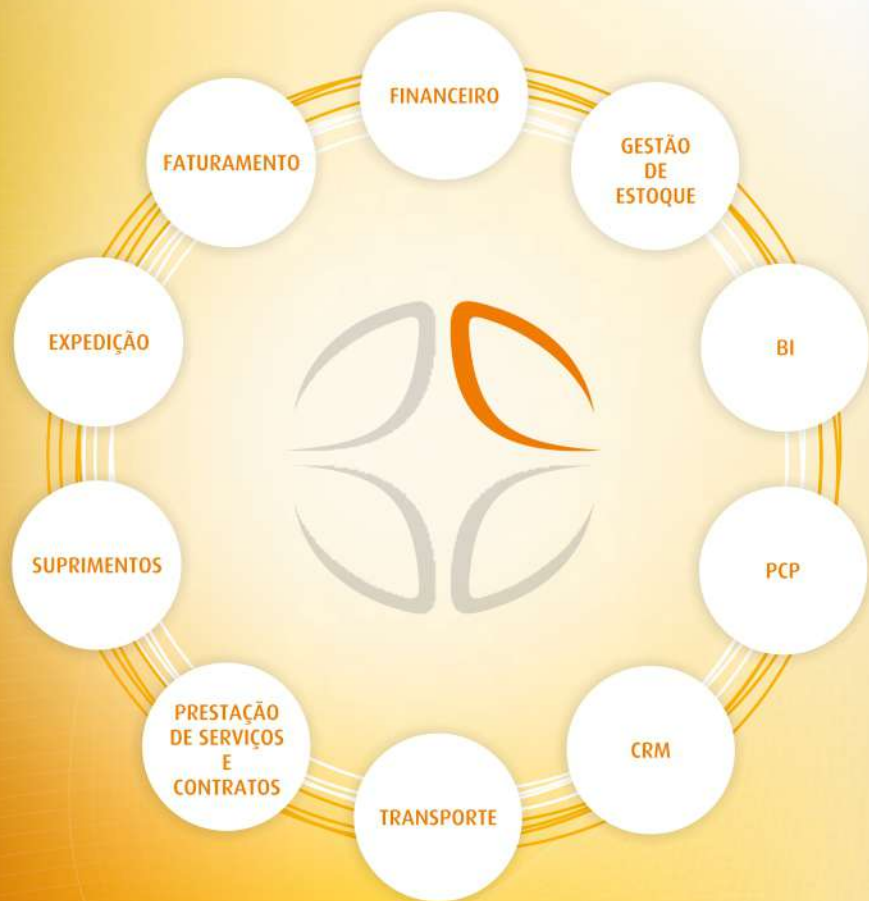 FINANCEIRO
GESTÃO
DE
ESTOQUE
BI
PCP
CRM
TRANSPORTE
PRESTAÇÃO
DE SERVIÇOS
E
CONTRATOS
SUPRIMENTOS
EXPEDIÇÃO
FATURAMENTO